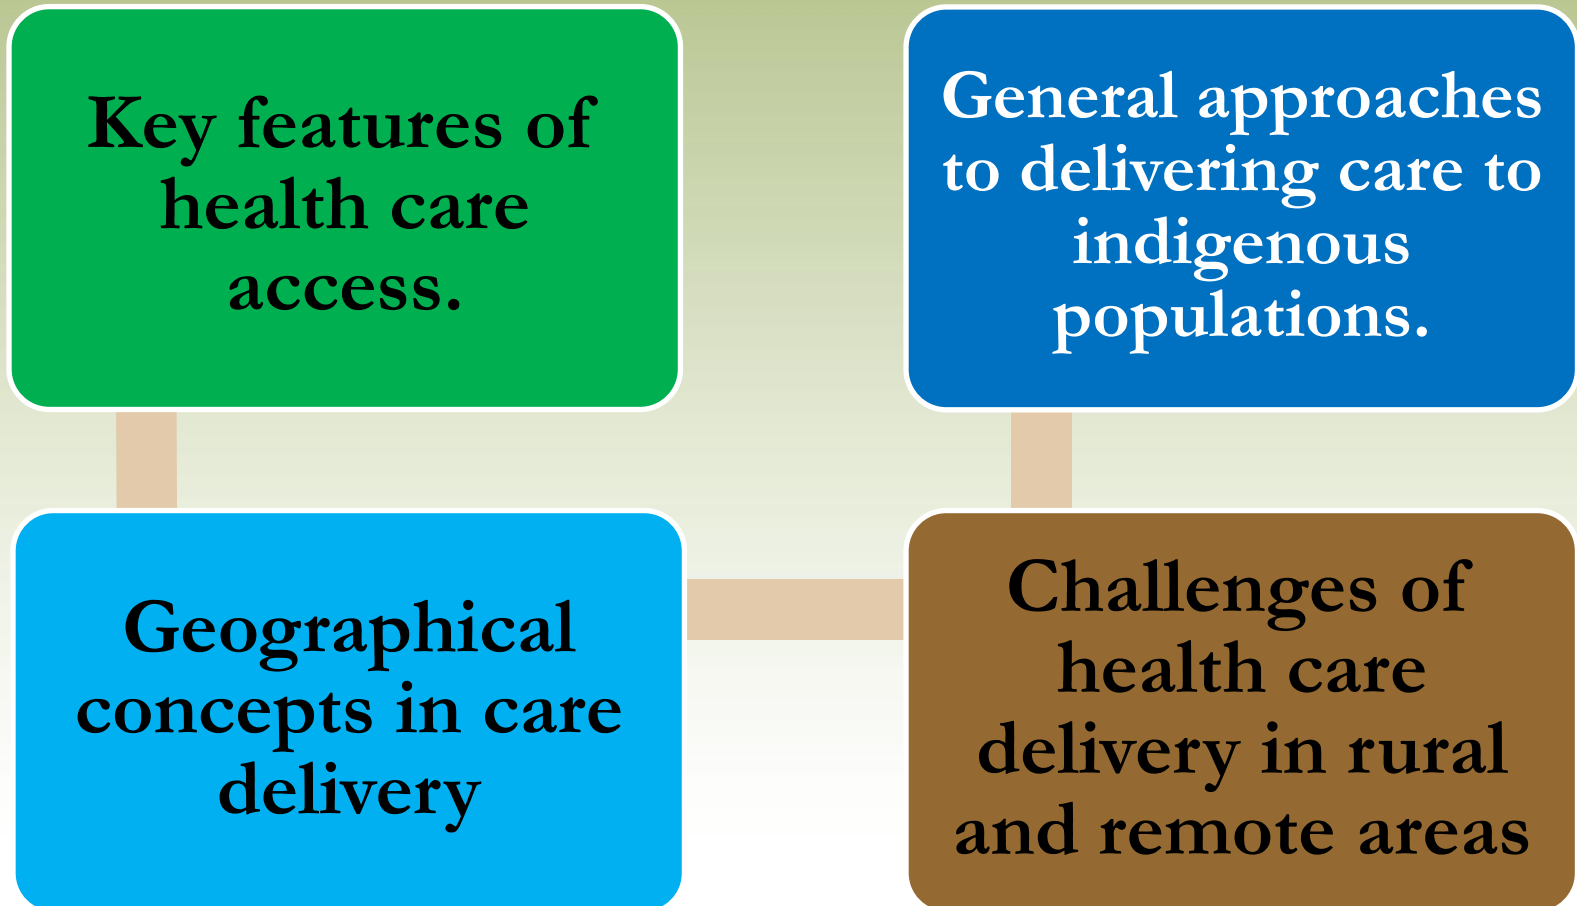 Key features of
health care
access.
Geographical
concepts in care
delivery
Challenges of
health care
delivery in rural
and remote areas
General approaches
to delivering care to
indigenous
populations.